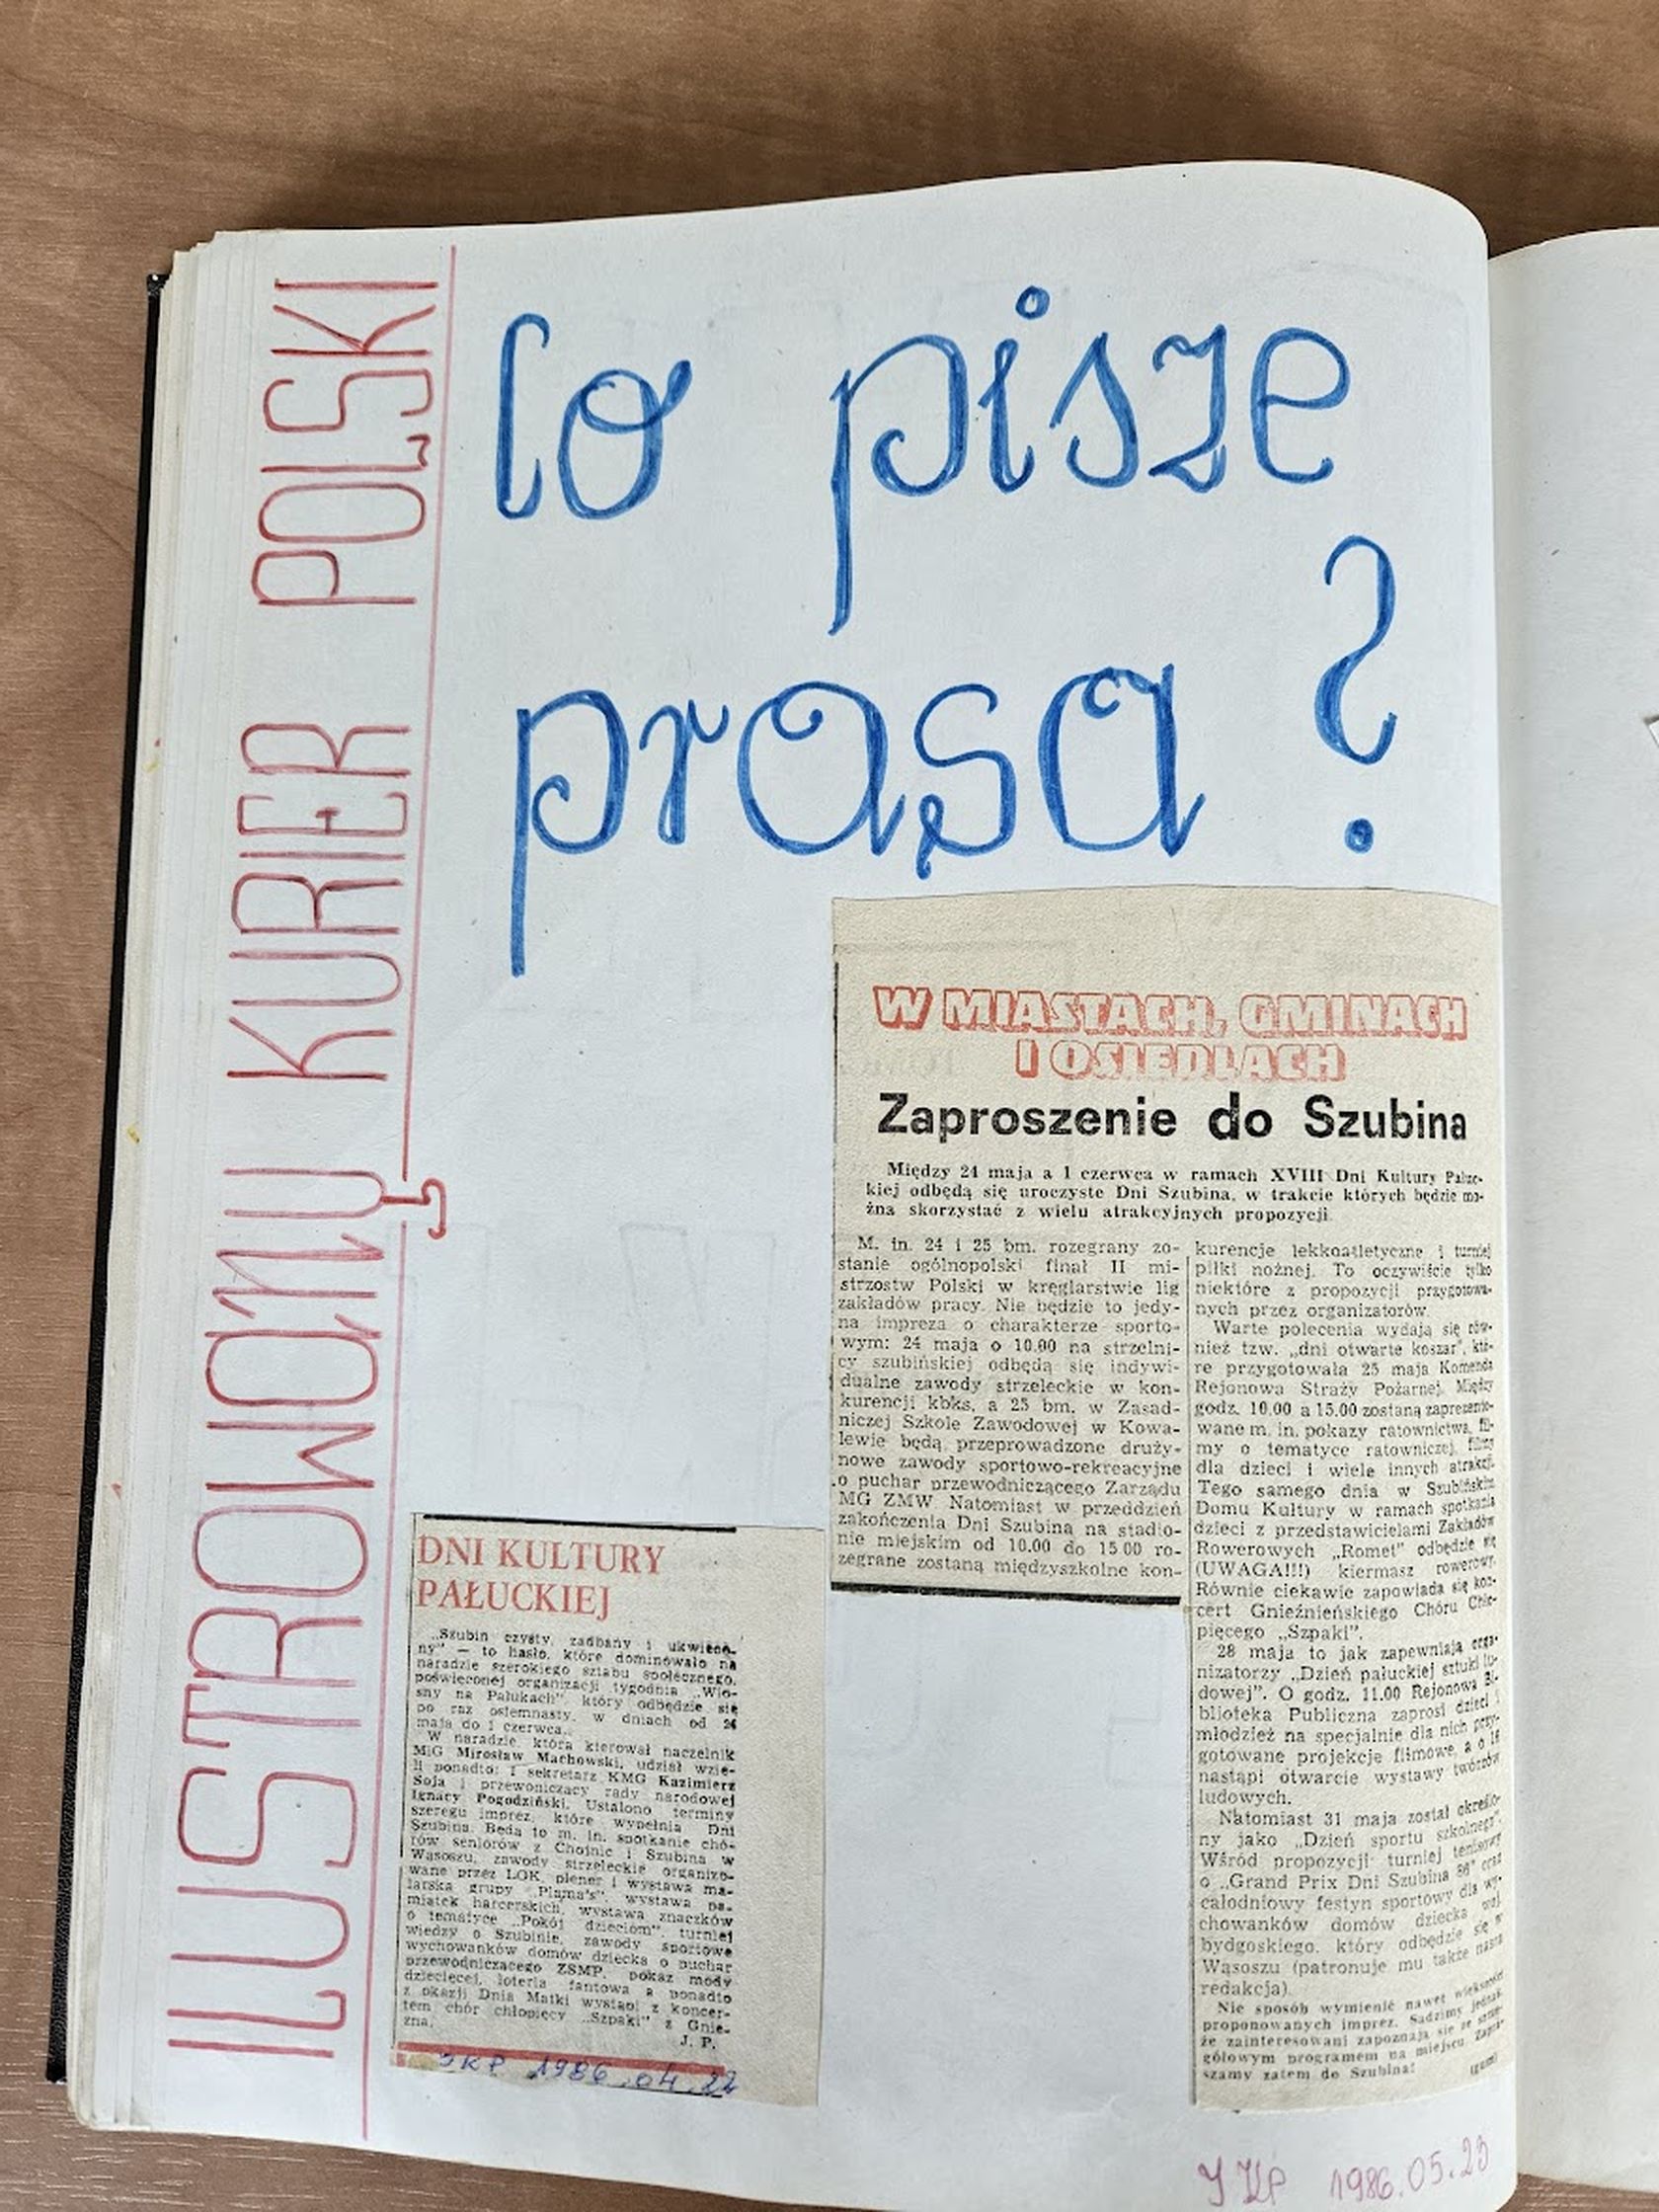 ILUSTROWANY KURIER POLSKI
Co pisze
prasa ?
W MIASTACH, GMINACH
I OSIEDLACH
Zaproszenie do Szubina
Między 24 maja a 1 czerwca w ramach XVIII Dni Kultury Pałuc-
kiej odbędą się uroczyste Dni Szubina, w trakcie których będzie mo-
żna skorzystać z wielu atrakcyjnych propozycji.
M. in. 24 i 25 bm. rozegrany zo-
stanie ogólnopolski finał II mi-
strzostw Polski w kręglarstwie lig
zakładów pracy. Nie będzie to jedy-
na impreza o charakterze sporto-
wym: 24 maja o 10.00 na strzelni-
cy szubińskiej odbędą się indywi-
dualne zawody strzeleckie w kon-
kurencji kbks, a 25 bm. w Zasad-
niczej Szkole Zawodowej w Kowa-
lewie będą przeprowadzone druży-
nowe zawody sportowo-rekreacyjne
o puchar przewodniczącego Zarządu
MG ZMW. Natomiast w przeddzień
zakończenia Dni Szubina na stadio-
nie miejskim od 10.00 do 15.00 ro-
zegrane zostaną międzyszkolne kon-
kurencje lekkoatletyczne i turniej
piłki nożnej. To oczywiście tylko
niektóre z propozycji przygotowa-
nych przez organizatorów.
Warte polecenia wydają się rów-
nież tzw. „dni otwarte koszar", któ-
re przygotowała 25 maja Komenda
Rejonowa Straży Pożarnej. Między
godz. 10.00 a 15.00 zostaną zaprezento-
wane m. in. pokazy ratownictwa, fil-
my o tematyce ratowniczej, filmy
dla dzieci i wiele innych atrakcji.
Tego samego dnia w Szubińskim
Domu Kultury w ramach spotkania
dzieci z przedstawicielami Zakładów
Rowerowych „Romet" odbędzie się
(UWAGA!!!) kiermasz rowerowy.
Równie ciekawie zapowiada się kon-
cert Gnieźnieńskiego Chóru Chło-
pięcego „Szpaki".
28 maja to jak zapewniają orga-
nizatorzy „Dzień pałuckiej sztuki lu-
dowej". O godz. 11.00 Rejonowa Bi-
blioteka Publiczna zaprosi dzieci i
młodzież na specjalnie dla nich przy-
gotowane projekcje filmowe, a o 16
nastąpi otwarcie wystawy twórców
ludowych.
Natomiast 31 maja został określo-
ny jako „Dzień sportu szkolnego".
Wśród propozycji: turniej tenisowy
o „Grand Prix Dni Szubina 86" oraz
całodniowy festyn sportowy dla wy-
chowanków domów dziecka woj.
bydgoskiego, który odbędzie się w
Wąsoszu (patronuje mu także nasza
redakcja).
Nie sposób wymienić nawet większości
proponowanych imprez. Sądzimy jednak,
że zainteresowani zapoznają się ze szcze-
gółowym programem na miejscu. Zapra-
szamy zatem do Szubina!
(gum)
DNI KULTURY
PAŁUCKIEJ
„Szubin czysty, zadbany i ukwieco-
ny" — to hasło, które dominowało na
naradzie szerokiego sztabu społecznego,
poświęconej organizacji tygodnia „Wio-
sny na Pałukach", który odbędzie się
po raz osiemnasty, w dniach od 24
maja do 1 czerwca.
W naradzie, którą kierował naczelnik
MiG Mirosław Machowski, udział wzię-
li ponadto: I sekretarz KMG Kazimierz
Soja i przewoniczący rady narodowej
Ignacy Pogodziński. Ustalono terminy
szeregu imprez, które wypełnią Dni
Szubina. Będą to m. in. spotkanie chó-
rów seniorów z Chojnic i Szubina w
Wąsoszu, zawody strzeleckie organizo-
wane przez LOK, plener i wystawa ma-
larska grupy „Plama's", wystawa pa-
miątek harcerskich, wystawa znaczków
o tematyce „Pokój dzieciom", turniej
wiedzy o Szubinie, zawody sportowe
wychowanków domów dziecka o puchar
przewodniczącego ZSMP, pokaz mody
dziecięcej, loteria fantowa a ponadto
z okazji Dnia Matki wystąpi z koncer-
tem chór chłopięcy „Szpaki" z Gnie-
zna.
J. P.
IKP 1986.04.22
IKP 1986.05.23